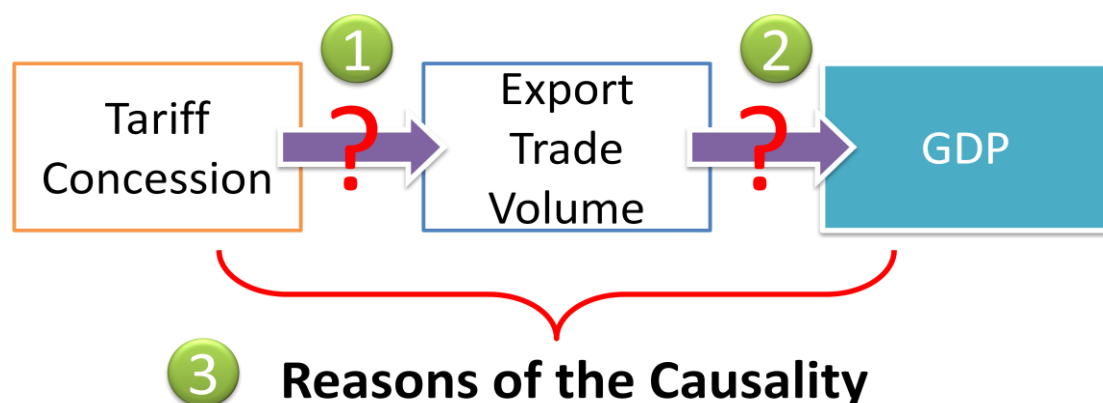 1
2
Tariff
Concession
?
Export
Trade
Volume
?
GDP
3 Reasons of the Causality